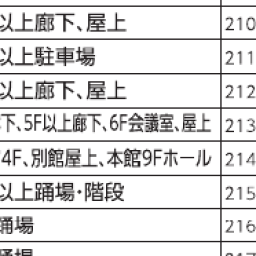 以上廊下、屋上 210
以上駐車場 211
以上廊下、屋上 212
下、5F以上廊下、6F会議室、屋上 213
4F、別館屋上、本館9Fホール 214
以上踊場・階段 215
踊場 216
踊場 217